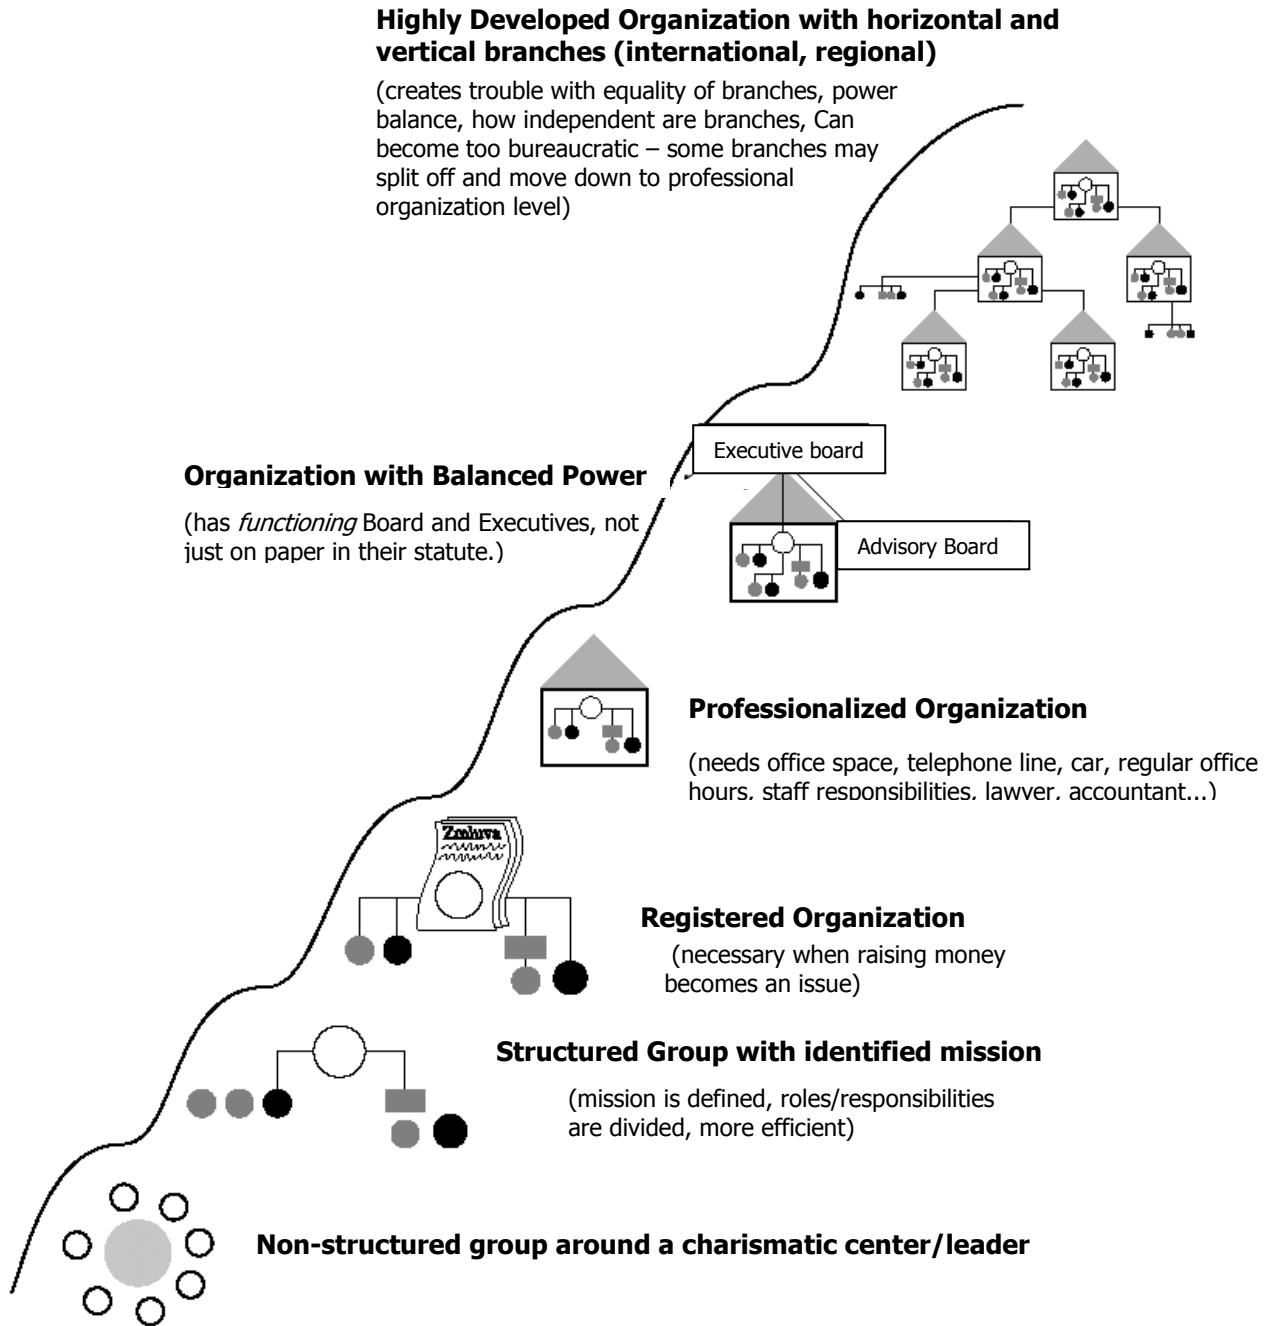 Highly Developed Organization with horizontal and
vertical branches (international, regional)
(creates trouble with equality of branches, power
balance, how independent are branches, Can
become too bureaucratic – some branches may
split off and move down to professional
organization level)
Executive board
Organization with Balanced Power
(has functioning Board and Executives, not
just on paper in their statute.)
Advisory Board
Professionalized Organization
(needs office space, telephone line, car, regular office
hours, staff responsibilities, lawyer, accountant...)
Zmluva
Registered Organization
(necessary when raising money
becomes an issue)
Structured Group with identified mission
(mission is defined, roles/responsibilities
are divided, more efficient)
Non-structured group around a charismatic center/leader